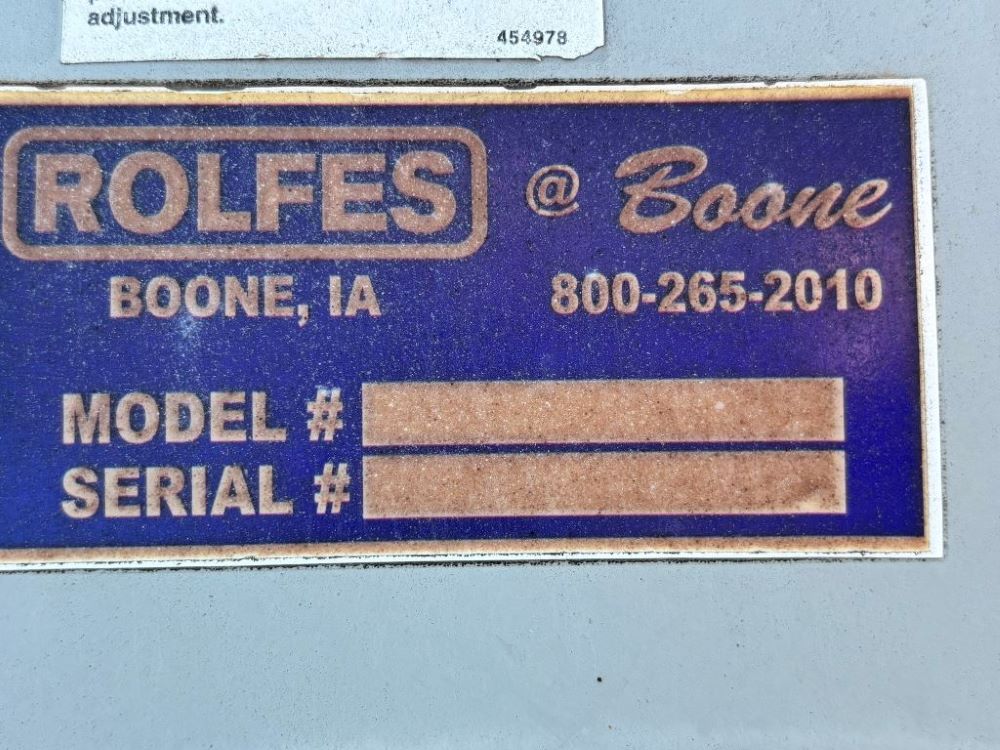 adjustment.
454978
ROLFES @ Boone
BOONE, IA 800-265-2010
MODEL #
SERIAL #